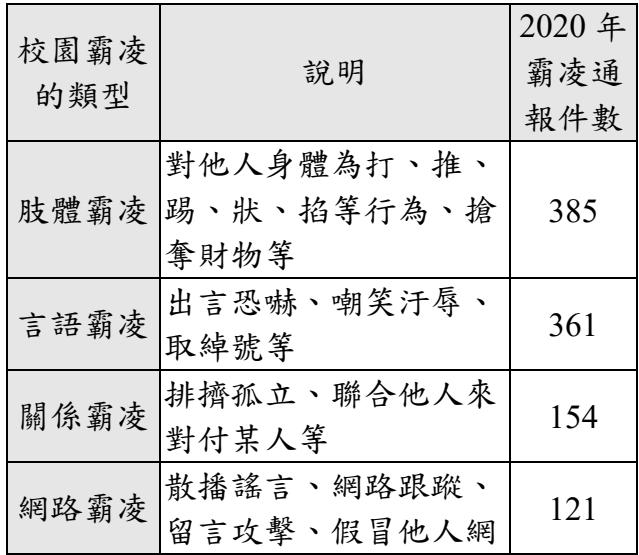 校園霸凌
的類型
說明
2020 年
霸凌通
報件數
肢體霸凌
對他人身體為打、推、
踢、狀、掐等行為、搶
奪財物等
385
言語霸凌
出言恐嚇、嘲笑汙辱、
取綽號等
361
關係霸凌
排擠孤立、聯合他人來
對付某人等
154
網路霸凌
散播謠言、網路跟蹤、
留言攻擊、假冒他人網
121